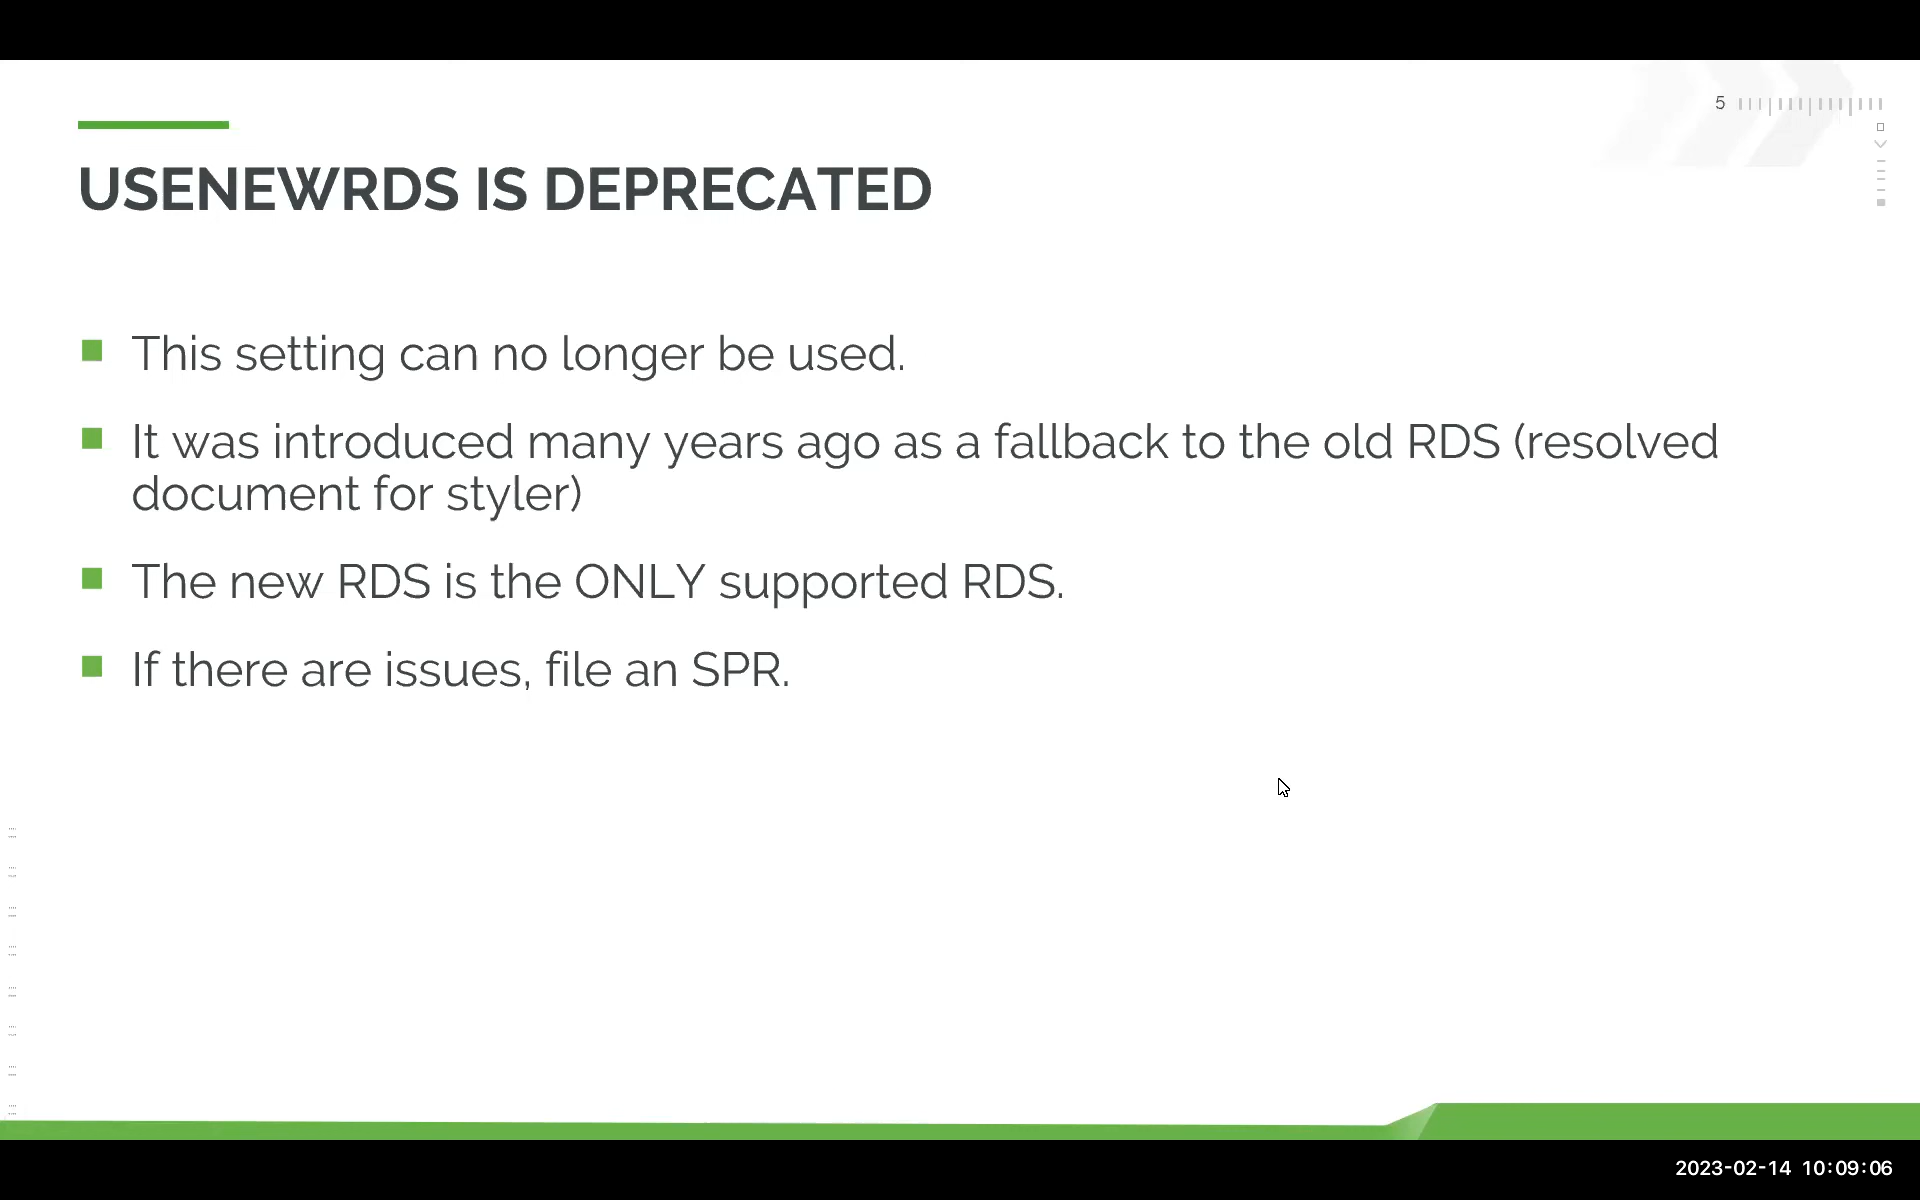 5
USENEWRDS IS DEPRECATED
This setting can no longer be used.
It was introduced many years ago as a fallback to the old RDS (resolved
document for styler)
The new RDS is the ONLY supported RDS.
If there are issues, file an SPR.
2023-02-14 10:09:06